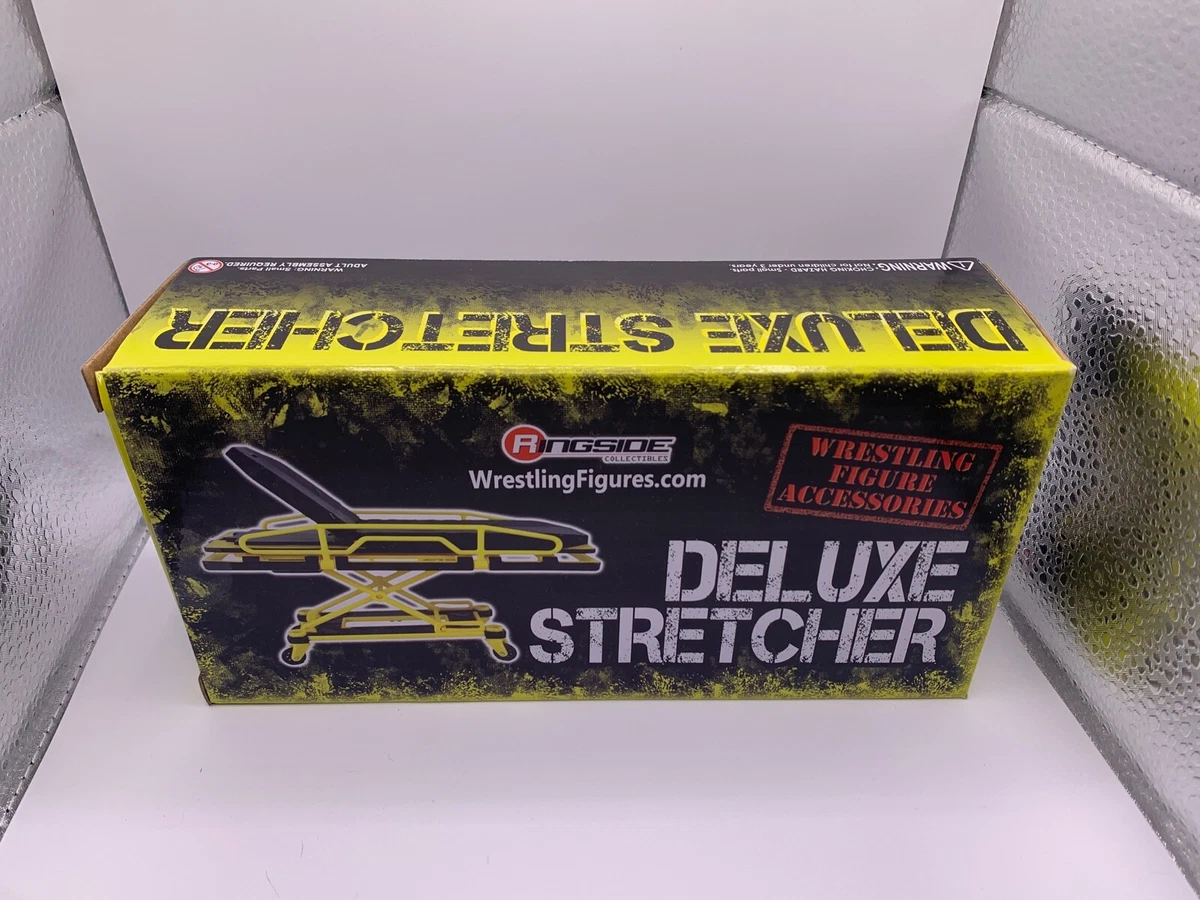 WARNING: CHOKING HAZARD - Small parts.
Not for children under 3 years.
WARNING: Small Parts.
ADULT ASSEMBLY REQUIRED.
DELUXE STRETCHER
RINGSIDE
COLLECTIBLES
WrestlingFigures.com
WRESTLING
FIGURE
ACCESSORIES
DELUXE
STRETCHER